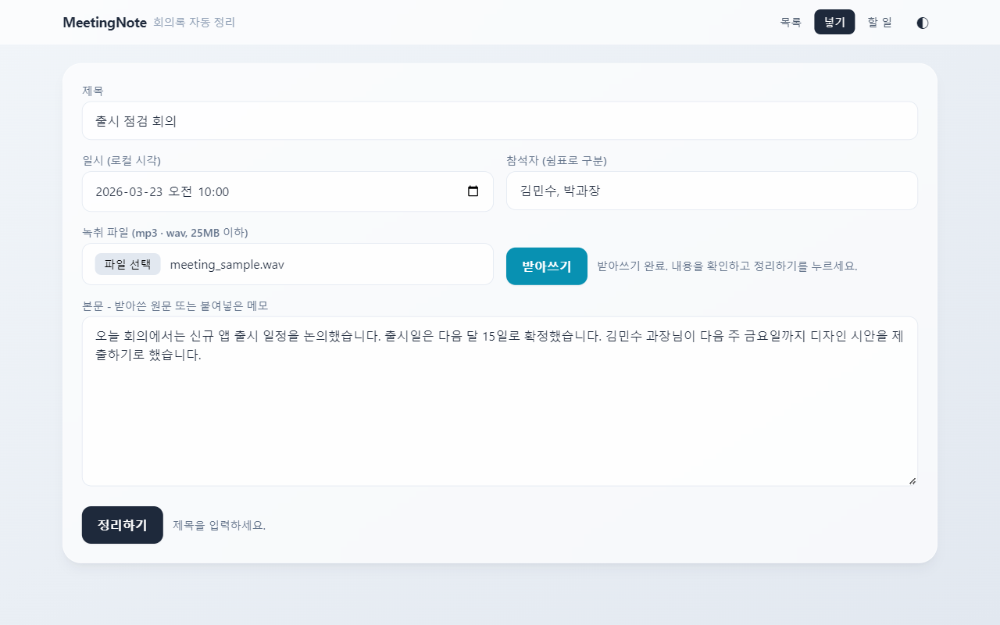 MeetingNote 회의록 자동 정리
목록 넣기 할 일
제목
출시 점검 회의
일시 (로컬 시각)
2026-03-23 오전 10:00
참석자 (쉼표로 구분)
김민수, 박과장
녹취 파일 (mp3 · wav, 25MB 이하)
파일 선택 meeting_sample.wav
받아쓰기 받아쓰기 완료. 내용을 확인하고 정리하기를 누르세요.
본문 - 받아쓴 원문 또는 붙여넣은 메모
오늘 회의에서는 신규 앱 출시 일정을 논의했습니다. 출시일은 다음 달 15일로 확정했습니다. 김민수 과장님이 다음 주 금요일까지 디자인 시안을 제
출하기로 했습니다.
정리하기 제목을 입력하세요.